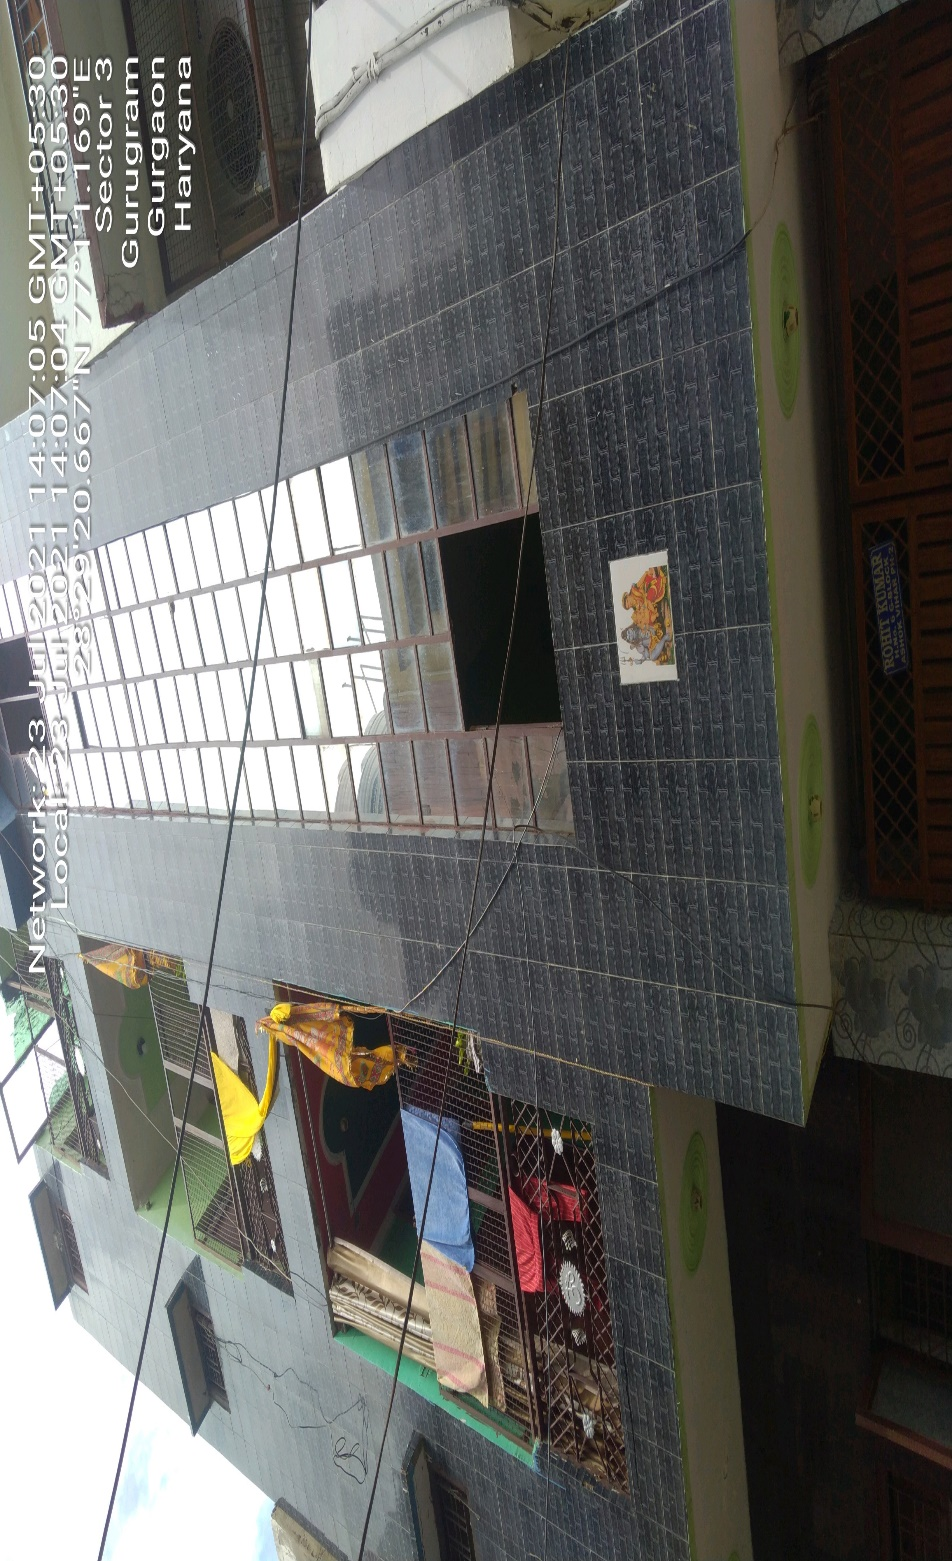 Network: 23 Jul 2021 14:07:05 GMT+05:30
Local: 23 Jul 2021 14:07:04 GMT +05:30
28°29'20.667"N 77°1'11.169"E
Sector 3
Gurugram
Gurgaon
Haryana
ROHIT KUMAR